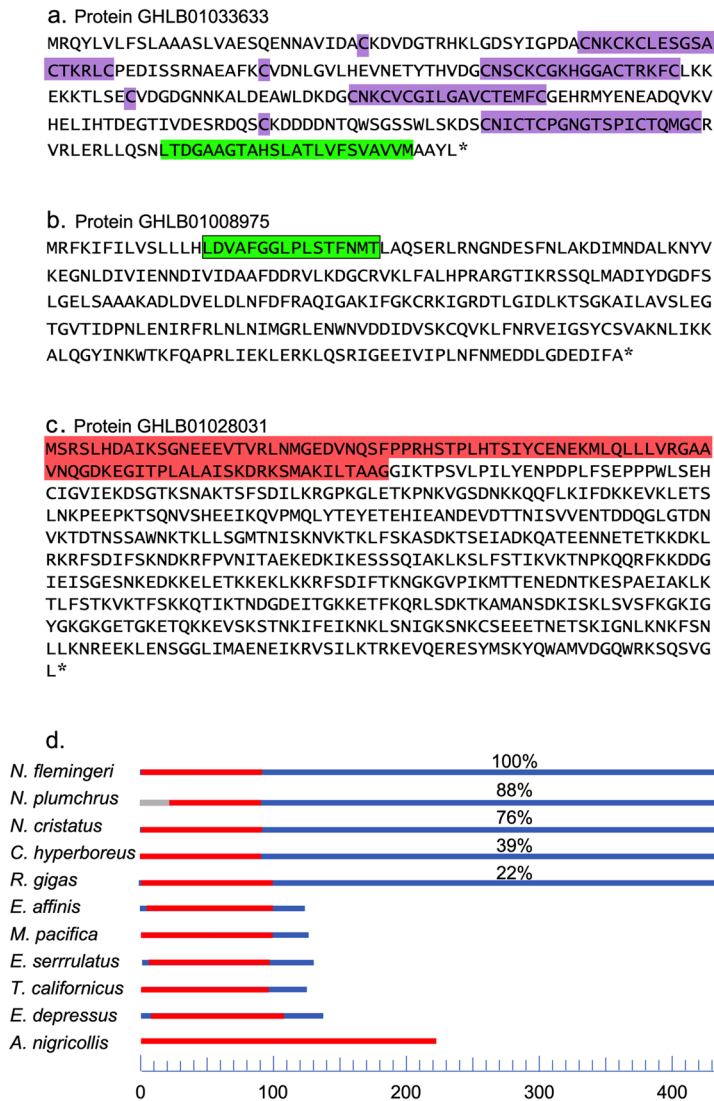 a. Protein GHLB01033633
MRQYLVLFSLAAASLVAESQENNAVIDACKDVDGTRHKLGDSYIGPDACNKCKCLESGSA
CTKRLCPEDISSRNAEAFKCVDNLGVLHEVNETYTHVDGCNSCKCGKHGGACTRKFCLKK
EKKTLSECVDGDGNNKALDEAWLDKDGCNKCVCGILGAVCTEMFCGEHRMYENEADQVKV
HELIHTDEGTIVDESRDQSCKDDDDNTQWSGSSWLSKDSCNICTCPGNGTSPICTQMGCR
VRLERLLQSNLTDGAAGTAHSLATLVFSVAVVMAAYL*
b. Protein GHLB01008975
MRFKIFILVSLLLHLDVAFGGLPLSTFNMTLAQSERLRNGNDESFNLAKDIMNDALKNYV
KEGNLDIVIENNDIVIDAAFDDRVLKDGCRVKLFALHPRARGTIKRSSQLMADIYDGDFS
LGELSAAAKADLDVELDLNFDFRAQIGAKIFGKCRKIGRDTLGIDLKTSGKAILAVSLEG
TGVTIDPNLENIRFRLNLNIMGRLENWNVDDIDVSKCQVKLFNRVEIGSYCSVAKNLIKK
ALQGYINKWTKFQAPRLIEKLERKLQSRIGEEIVIPLNFNMEDDLGDEDIFA*
c. Protein GHLB01028031
MSRSLHDAIKSGNEEEVTVRLNMGEDVNQSFPPRHSTPLHTSIYCENEKMLQLLLVRGAA
VNQGDKEGITPLALAISKDRKSMAKILTAAGGIKTPSVLPILYENPDPLFSEPPPWLSEH
CIGVIEKDSGTKSNAKTSFSDILKRGPKGLETKPNKVGSDNKKQQFLKIFDKKEVKLETS
LNKPEEPKTSQNVSHEEIKQVPMQLYTEYETEHIEANDEVDTTNISVVENTDDQGLGTDN
VKTDTNSSAWNKTKLLSGMTNISKNVKTKLFSKASDKTSEIADKQATEENNETETKKDKL
RKRFSDIFSKNDKRFPVNITAEKEDKIKESSSQIAKLKSLFSTIKVKTNPKQQRFKKDDG
IEISGESNKEDKKELETKKEKLKKRFSDIFTKNGKGVPIKMTTENEDNTKESPAEIAKLK
TLFSTKVKTFSKKQTIKTNDGDEITGKKETFKQRLSDKTKAMANSDKISKLSVSFKGKIG
YGKGKGETGKETQKKEVSKSTNKIFEIKNKLSNIGKSNKCSEEETNETSKIGNLKNKFSN
LLKNREEKLENSGGLIMAENEIKRVSILKTRKEVQERESYMSKYQWAMVDGQWRKSQSVG
L*
d.
N. flemingeri 100%
N. plumchrus 88%
N. cristatus 76%
C. hyperboreus 39%
R. gigas 22%
E. affinis
M. pacifica
E. serrrulatus
T. californicus
E. depressus
A. nigricollis
0 100 200 300 400